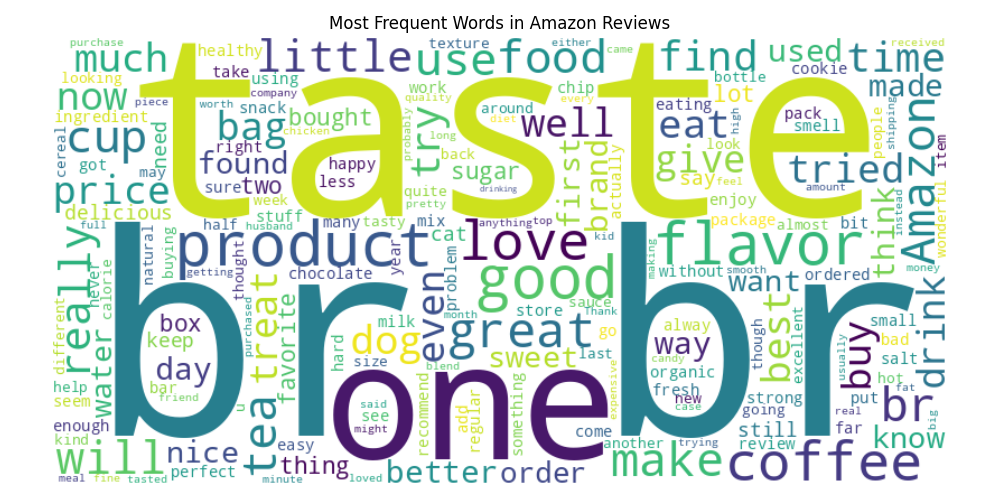 Most Frequent Words in Amazon Reviews
purchase
much
healthy
little
texture
use
food
either
came
find
used
time
received
looking
take
using
work
chip
cookie
bottle
made
now
piece
worth
snack
bought
quality
around
every
eating
lot
pack
ingredient
company
bag
chicken
probably
try
long
diet
well
eat
high
smell
people
shipping
Amazon
item
cereal
cup
need
right
found
happy
less
back
sugar
first
brand
actually
look
give
say
feel
tried
got
may
sure
two
quite
pretty
drinking
enjoy
amount
price
delicious
week
stuff
taste
full
half
husband
many
tasty
mix
anything
top
package
almost
bit
think
instead
wonderful
really
natural
buying
product
cat
love
kid
flavor
money
never
calorie
getting
thought
chocolate
year
problem
good
making
without
smooth
ordered
different
water
treat
purchased
favorite
milk
even
month
store
sauce
Thank
want
drink
box
keep
hard
dog
great
go
alway
way
though
best
excellent
small
bad
buy
usually
salt
help
seem
day
bar
friend
u
size
blend
sweet
last
expensive
candy
organic
fresh
new
case
strong
put
hot
fat
br
br
br
one
said
see
might
recommend
add
regular
something
come
going
real
far
big
enough
kind
will
nice
tea
easy
thing
another
trying
still
review
know
meal
fine
tasted
perfect
minute
loved
better
order
make
coffee